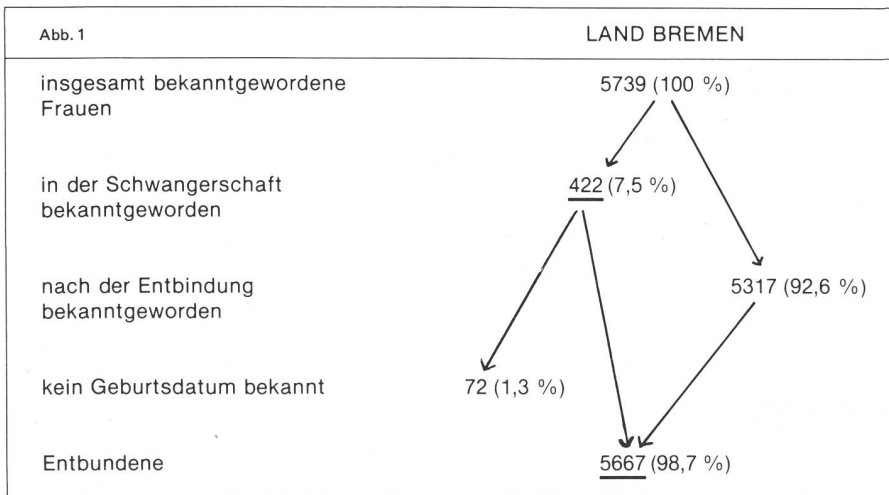 Abb. 1 LAND BREMEN
insgesamt bekanntgewordene 5739 (100 %)
Frauen
in der Schwangerschaft 422 (7,5 %)
bekanntgeworden
nach der Entbindung 5317 (92,6 %)
bekanntgeworden
kein Geburtsdatum bekannt 72 (1,3 %)
Entbundene 5667 (98,7 %)